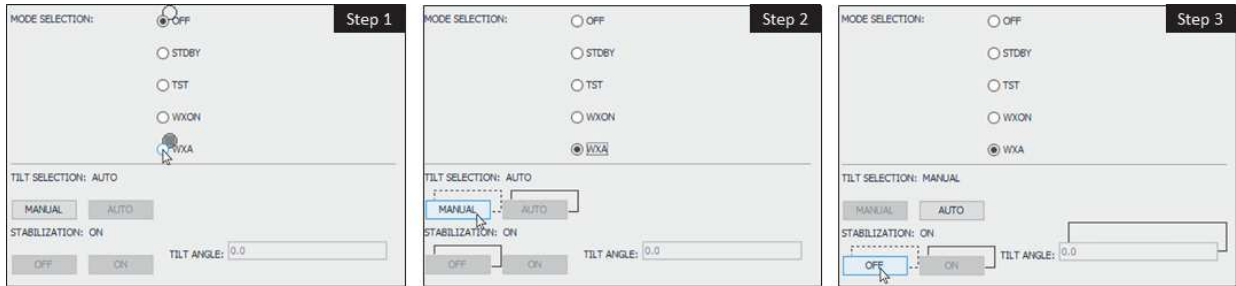 Step 1
MODE SELECTION:
OFF
STDBY
TST
WXON
WXA
TILT SELECTION: AUTO
MANUAL AUTO
STABILIZATION: ON
OFF ON TILT ANGLE: 0.0
Step 2
MODE SELECTION:
OFF
STDBY
TST
WXON
WXA
TILT SELECTION: AUTO
MANUAL AUTO
STABILIZATION: ON
OFF ON TILT ANGLE: 0.0
Step 3
MODE SELECTION:
OFF
STDBY
TST
WXON
WXA
TILT SELECTION: MANUAL
MANUAL AUTO
STABILIZATION: ON
OFF ON TILT ANGLE: 0.0